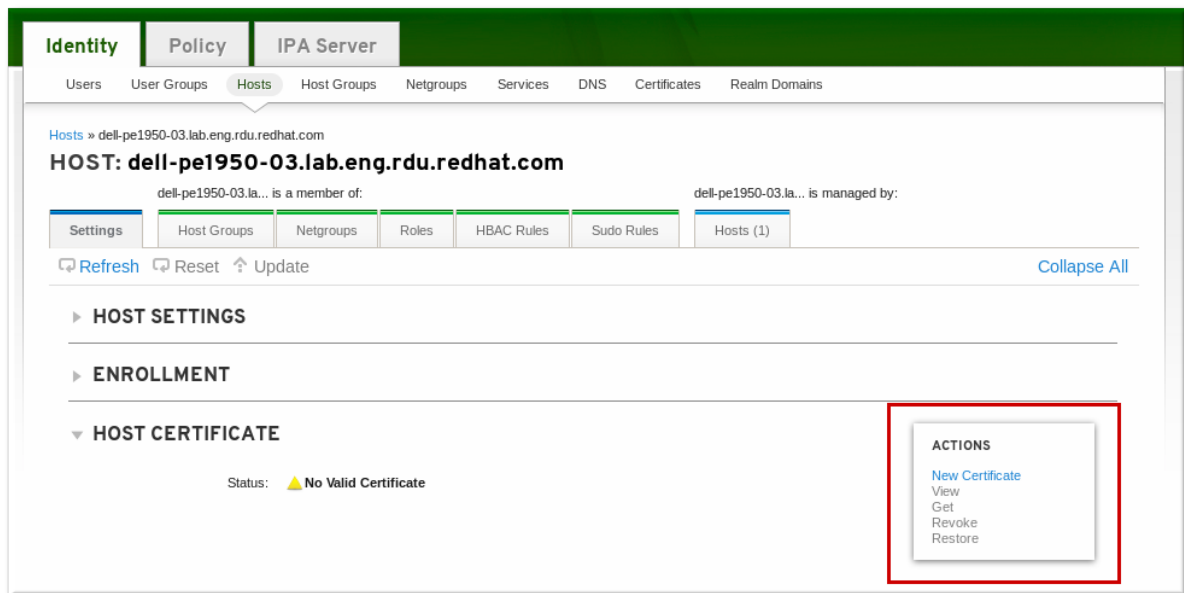 Identity Policy IPA Server
Users User Groups Hosts Host Groups Netgroups Services DNS Certificates Realm Domains
Hosts » dell-pe1950-03.lab.eng.rdu.redhat.com
HOST: dell-pe1950-03.lab.eng.rdu.redhat.com
dell-pe1950-03.la... is a member of: dell-pe1950-03.la... is managed by:
Settings Host Groups Netgroups Roles HBAC Rules Sudo Rules Hosts (1)
Refresh Reset Update Collapse All
HOST SETTINGS
ENROLLMENT
HOST CERTIFICATE
Status: No Valid Certificate
ACTIONS
New Certificate
View
Get
Revoke
Restore